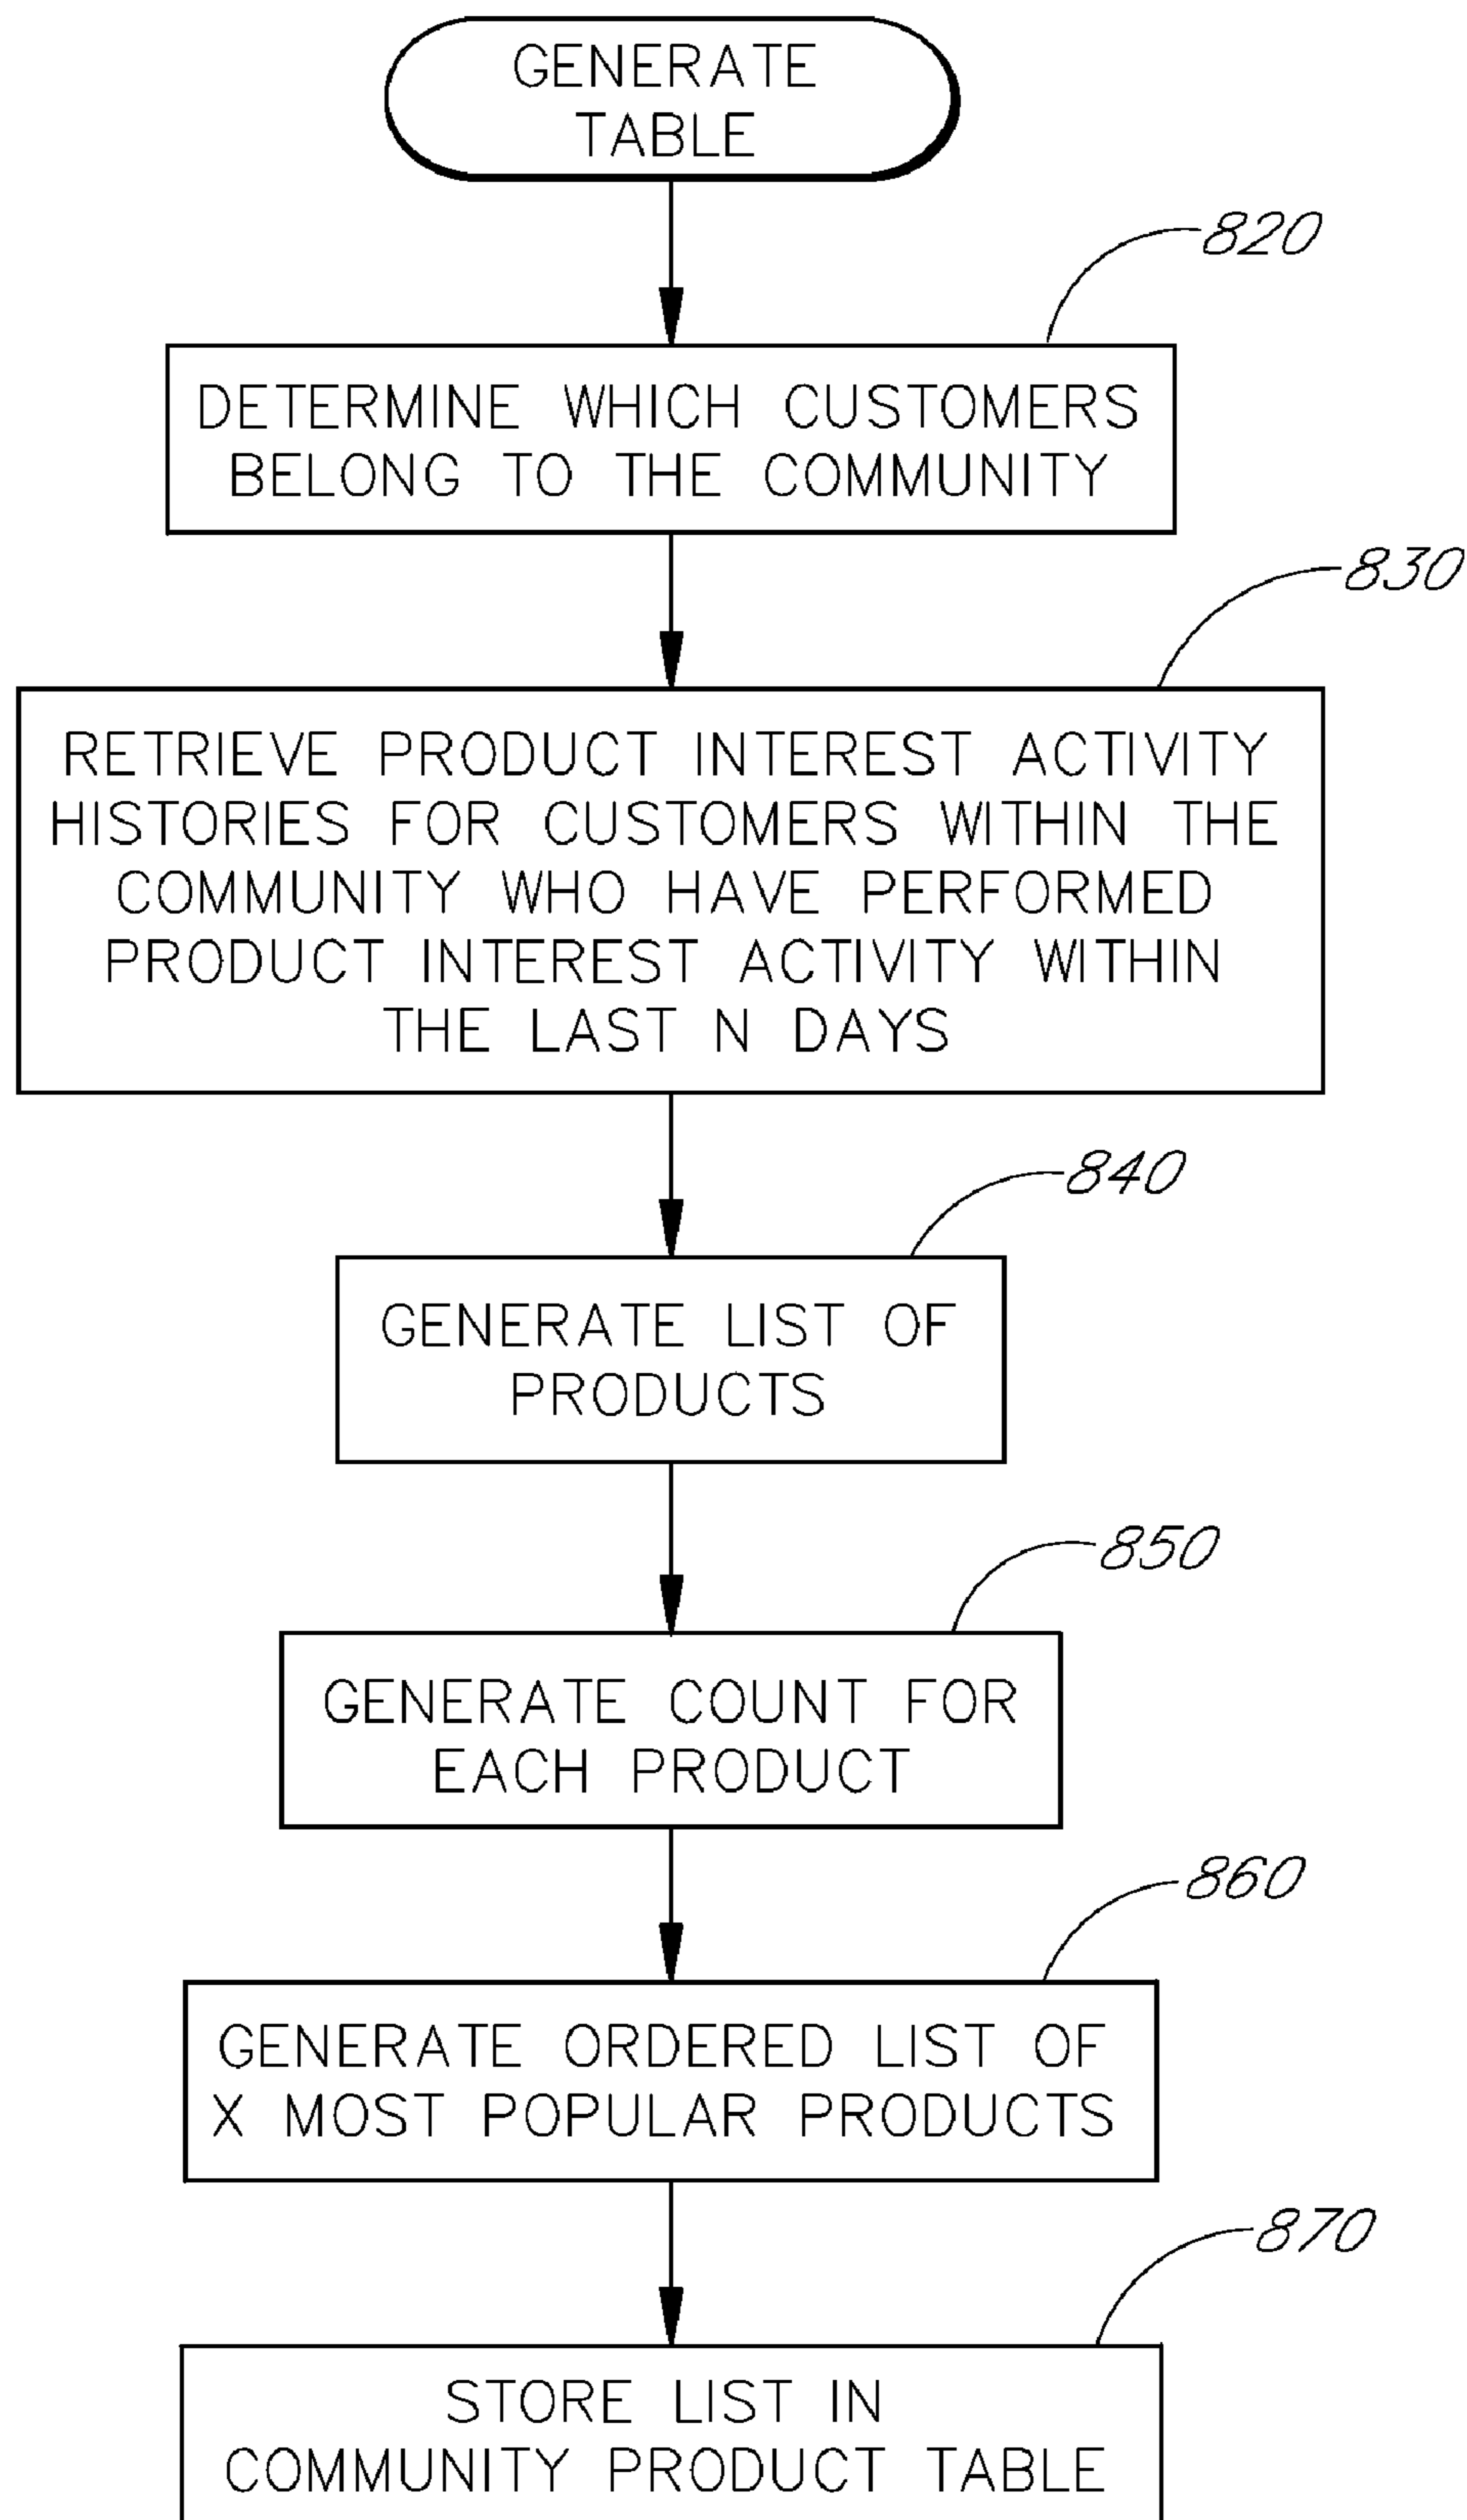 GENERATE
TABLE
820
DETERMINE WHICH CUSTOMERS
BELONG TO THE COMMUNITY
830
RETRIEVE PRODUCT INTEREST ACTIVITY
HISTORIES FOR CUSTOMERS WITHIN THE
COMMUNITY WHO HAVE PERFORMED
PRODUCT INTEREST ACTIVITY WITHIN
THE LAST N DAYS
840
GENERATE LIST OF
PRODUCTS
850
GENERATE COUNT FOR
EACH PRODUCT
860
GENERATE ORDERED LIST OF
X MOST POPULAR PRODUCTS
870
STORE LIST IN
COMMUNITY PRODUCT TABLE